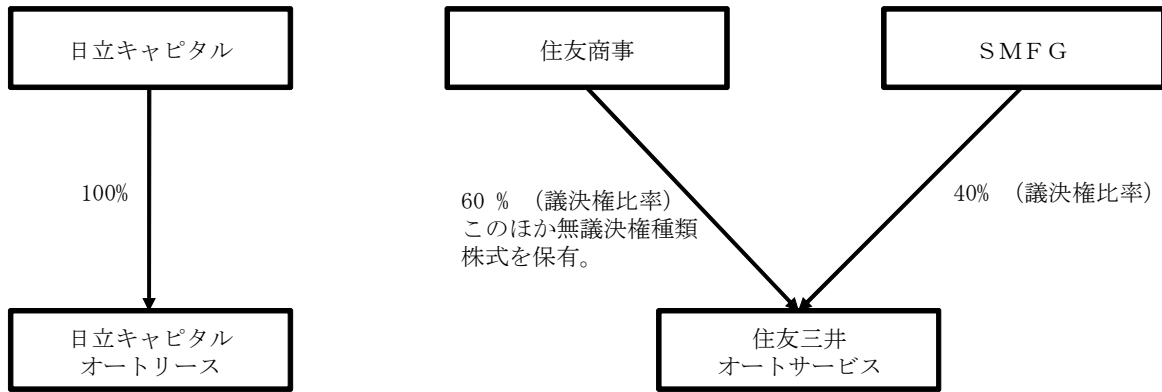 日立キャピタル
住友商事
ＳＭＦＧ
100%
60 % （議決権比率）
このほか無議決権種類
株式を保有。
40% （議決権比率）
日立キャピタル
オートリース
住友三井
オートサービス